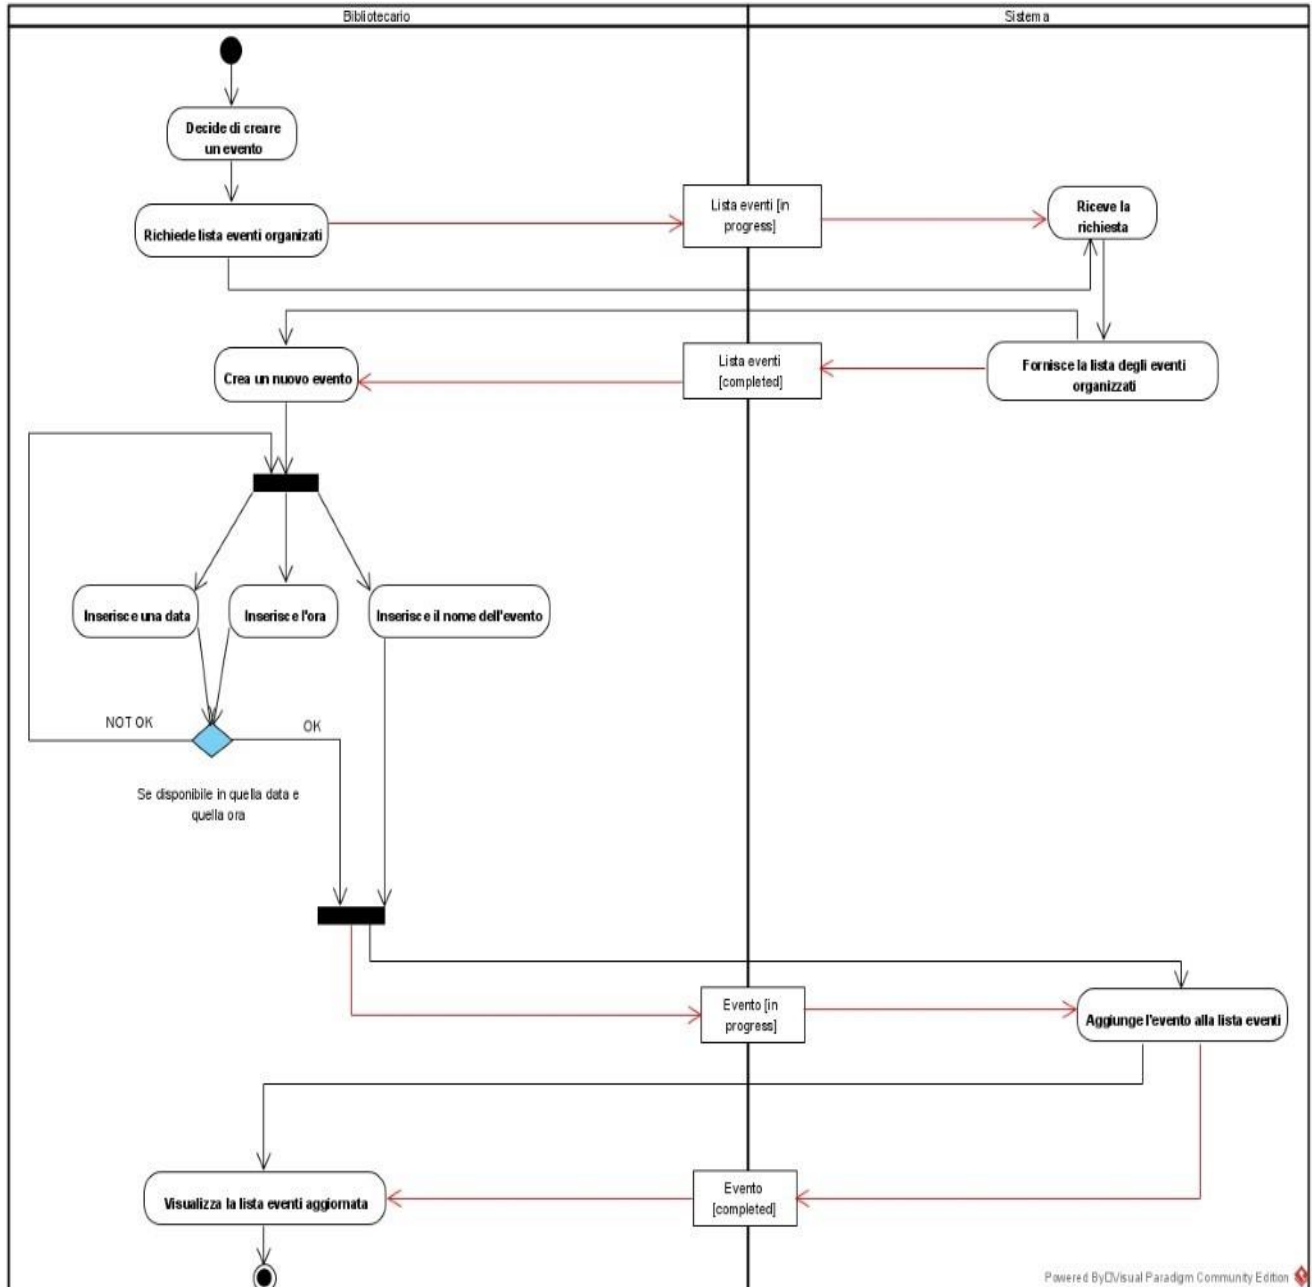 Bibliotecario
Sistema
Decide di creare
un evento
Richiede lista eventi organizati
Lista eventi [in
progress]
Riceve la
richiesta
Crea un nuovo evento
Lista eventi
[completed]
Fornisce la lista degli eventi
organizzati
Inserisce una data
Inserisce l'ora
Inserisce il nome dell'evento
NOT OK
OK
Se disponibile in quella data e
quella ora
Evento [in
progress]
Aggiunge l'evento alla lista eventi
Visualizza la lista eventi aggiornata
Evento
[completed]
Powered By Visual Paradigm Community Edition